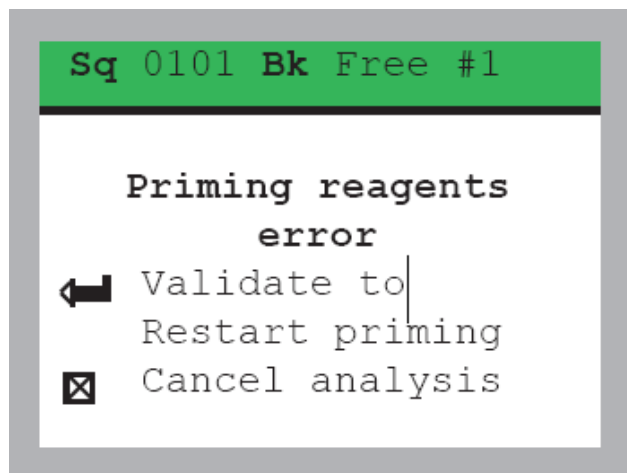 Sq 0101 Bk Free #1
Priming reagents
error
Validate to
Restart priming
Cancel analysis